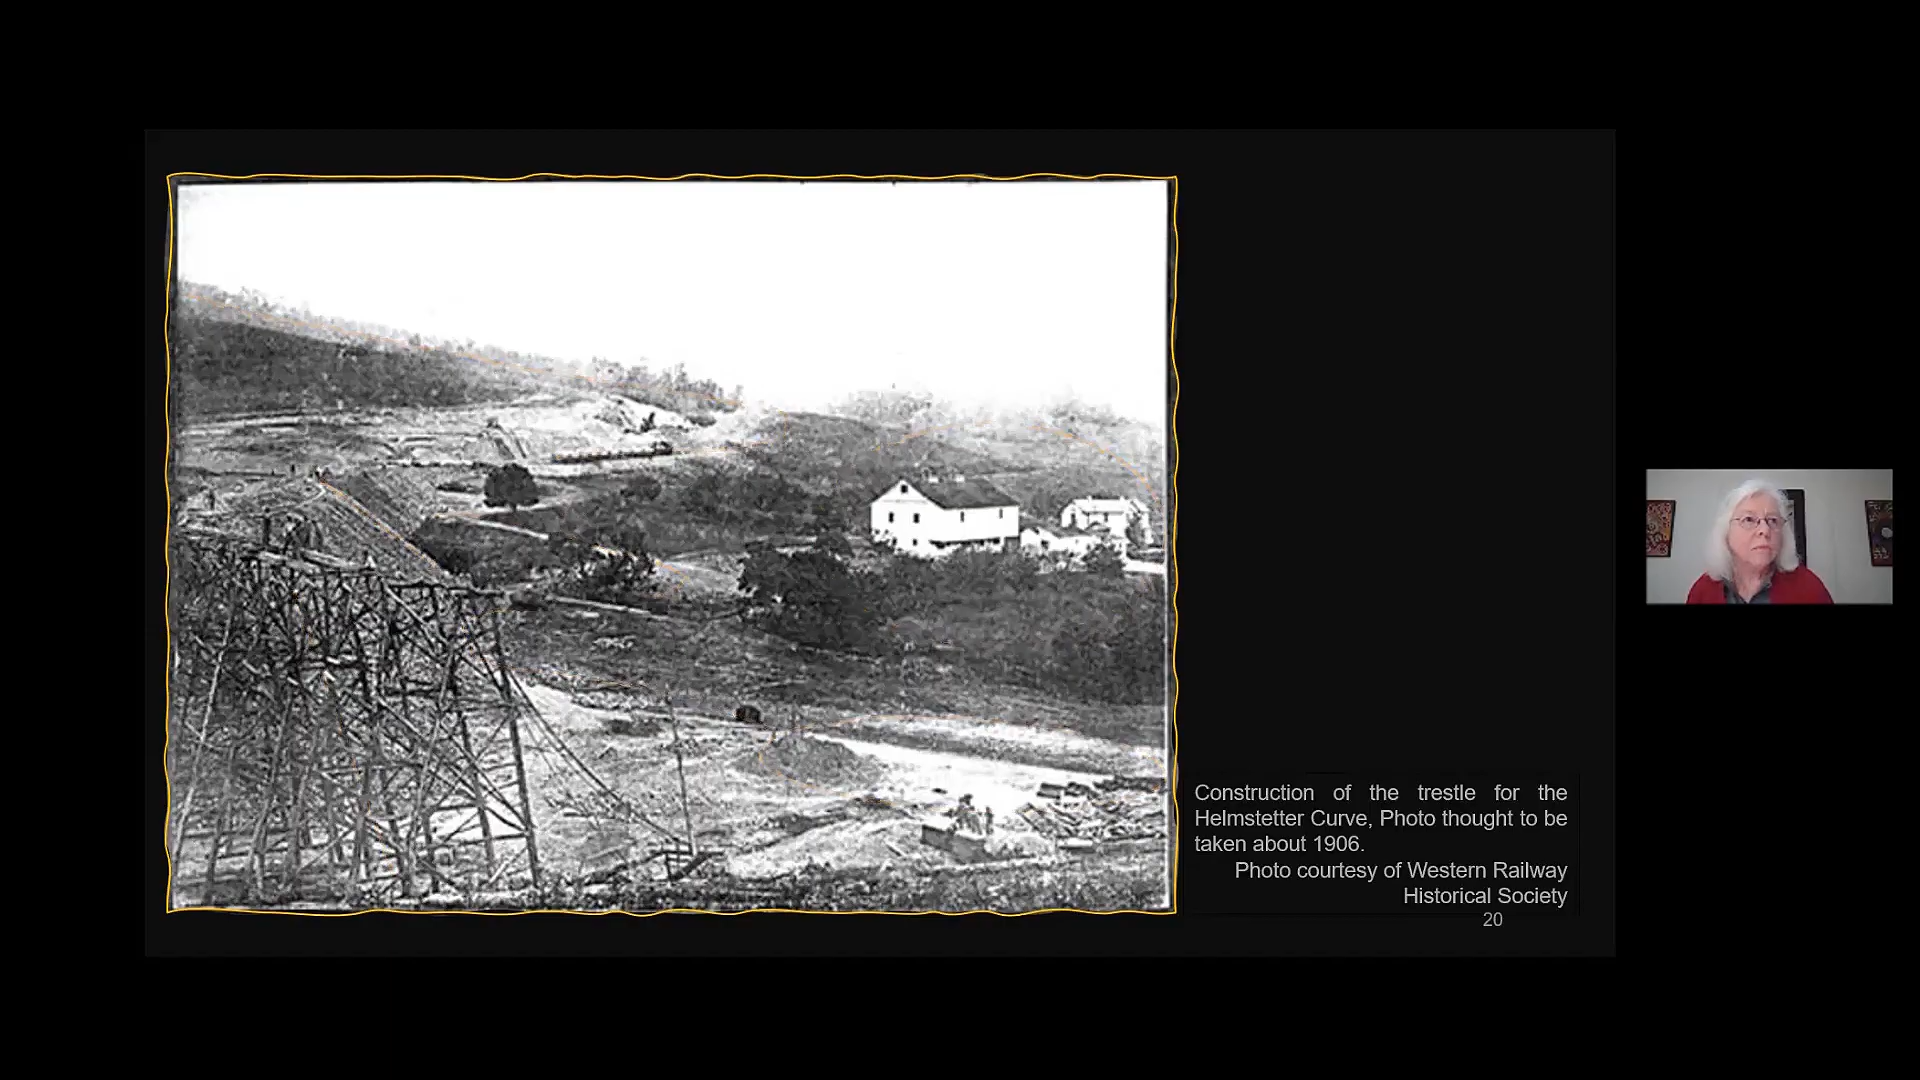 Construction of the trestle for the
Helmstetter Curve, Photo thought to be
taken about 1906.
Photo courtesy of Western Railway
Historical Society
20